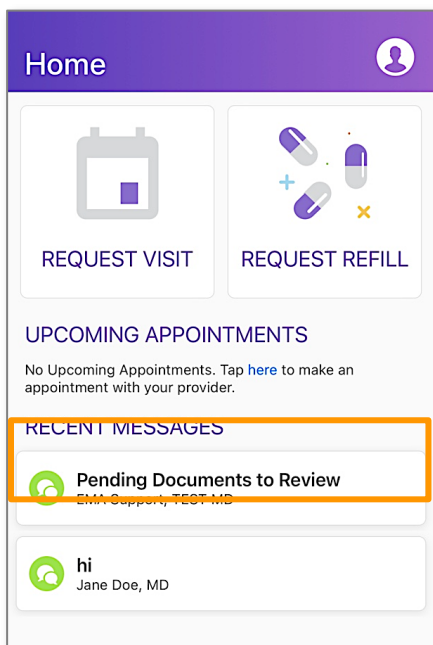 Home
REQUEST VISIT
REQUEST REFILL
UPCOMING APPOINTMENTS
No Upcoming Appointments. Tap here to make an
appointment with your provider.
RECENT MESSAGES
Pending Documents to Review
EMA Support, TEST MD
hi
Jane Doe, MD